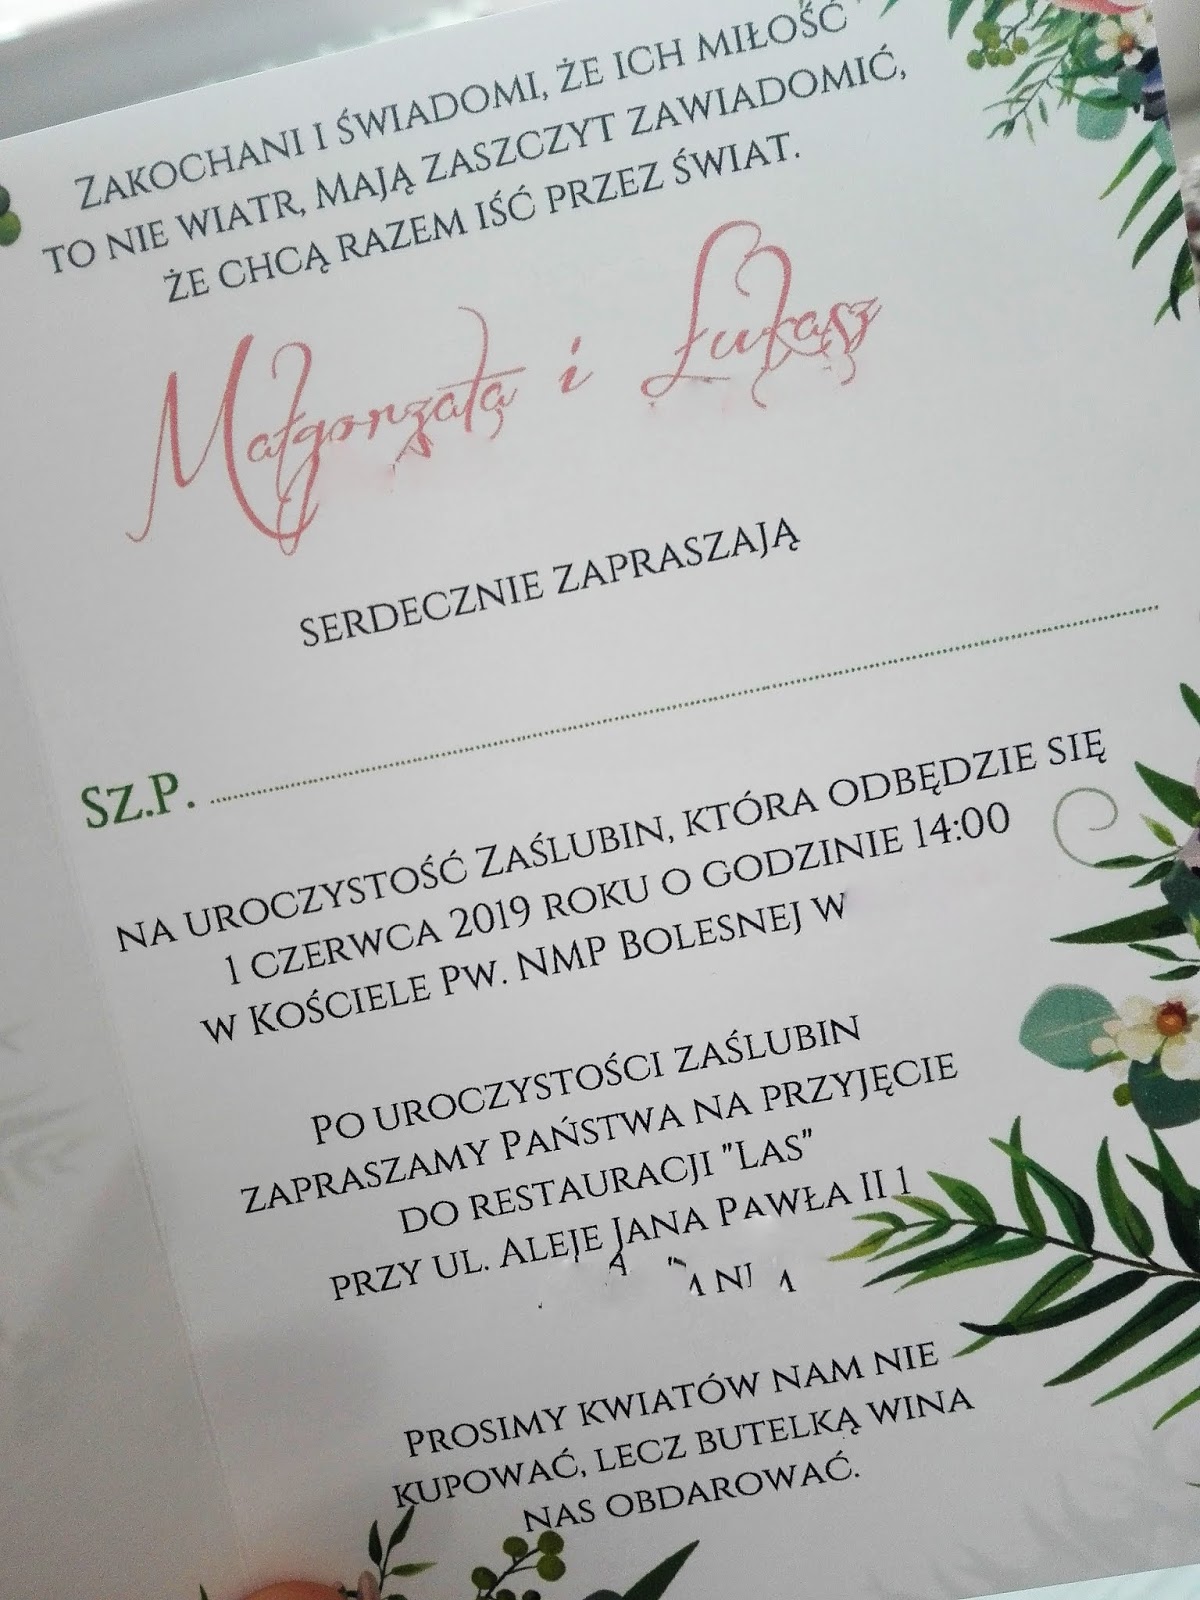 Zakochani i świadomi, że ich miłość
to nie wiatr, mają zaszczyt zawiadomić,
że chcą razem iść przez świat.
Małgorzata i Łukasz
serdecznie zapraszają
Sz.P. ........................................
na uroczystość Zaślubin, która odbędzie się
1 czerwca 2019 roku o godzinie 14:00
w Kościele Pw. NMP Bolesnej w
Po uroczystości zaślubin
zapraszamy Państwa na przyjęcie
do restauracji "Las"
przy ul. Aleje Jana Pawła II 1
Prosimy kwiatów nam nie
kupować, lecz butelką wina
nas obdarować.